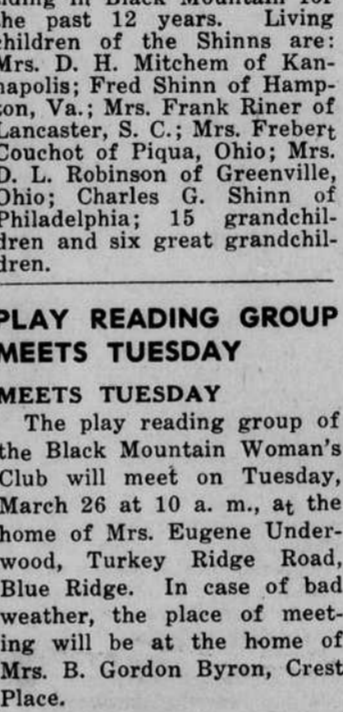 the past 12 years. Living
children of the Shinns are:
Mrs. D. H. Mitchem of Kan-
napolis; Fred Shinn of Hamp-
ton, Va.; Mrs. Frank Riner of
Lancaster, S. C.; Mrs. Frebert
Couchot of Piqua, Ohio; Mrs.
D. L. Robinson of Greenville,
Ohio; Charles G. Shinn of
Philadelphia; 15 grandchil-
dren and six great grandchil-
dren.
PLAY READING GROUP
MEETS TUESDAY
MEETS TUESDAY
The play reading group of
the Black Mountain Woman's
Club will meet on Tuesday,
March 26 at 10 a. m., at the
home of Mrs. Eugene Under-
wood, Turkey Ridge Road,
Blue Ridge. In case of bad
weather, the place of meet-
ing will be at the home of
Mrs. B. Gordon Byron, Crest
Place.